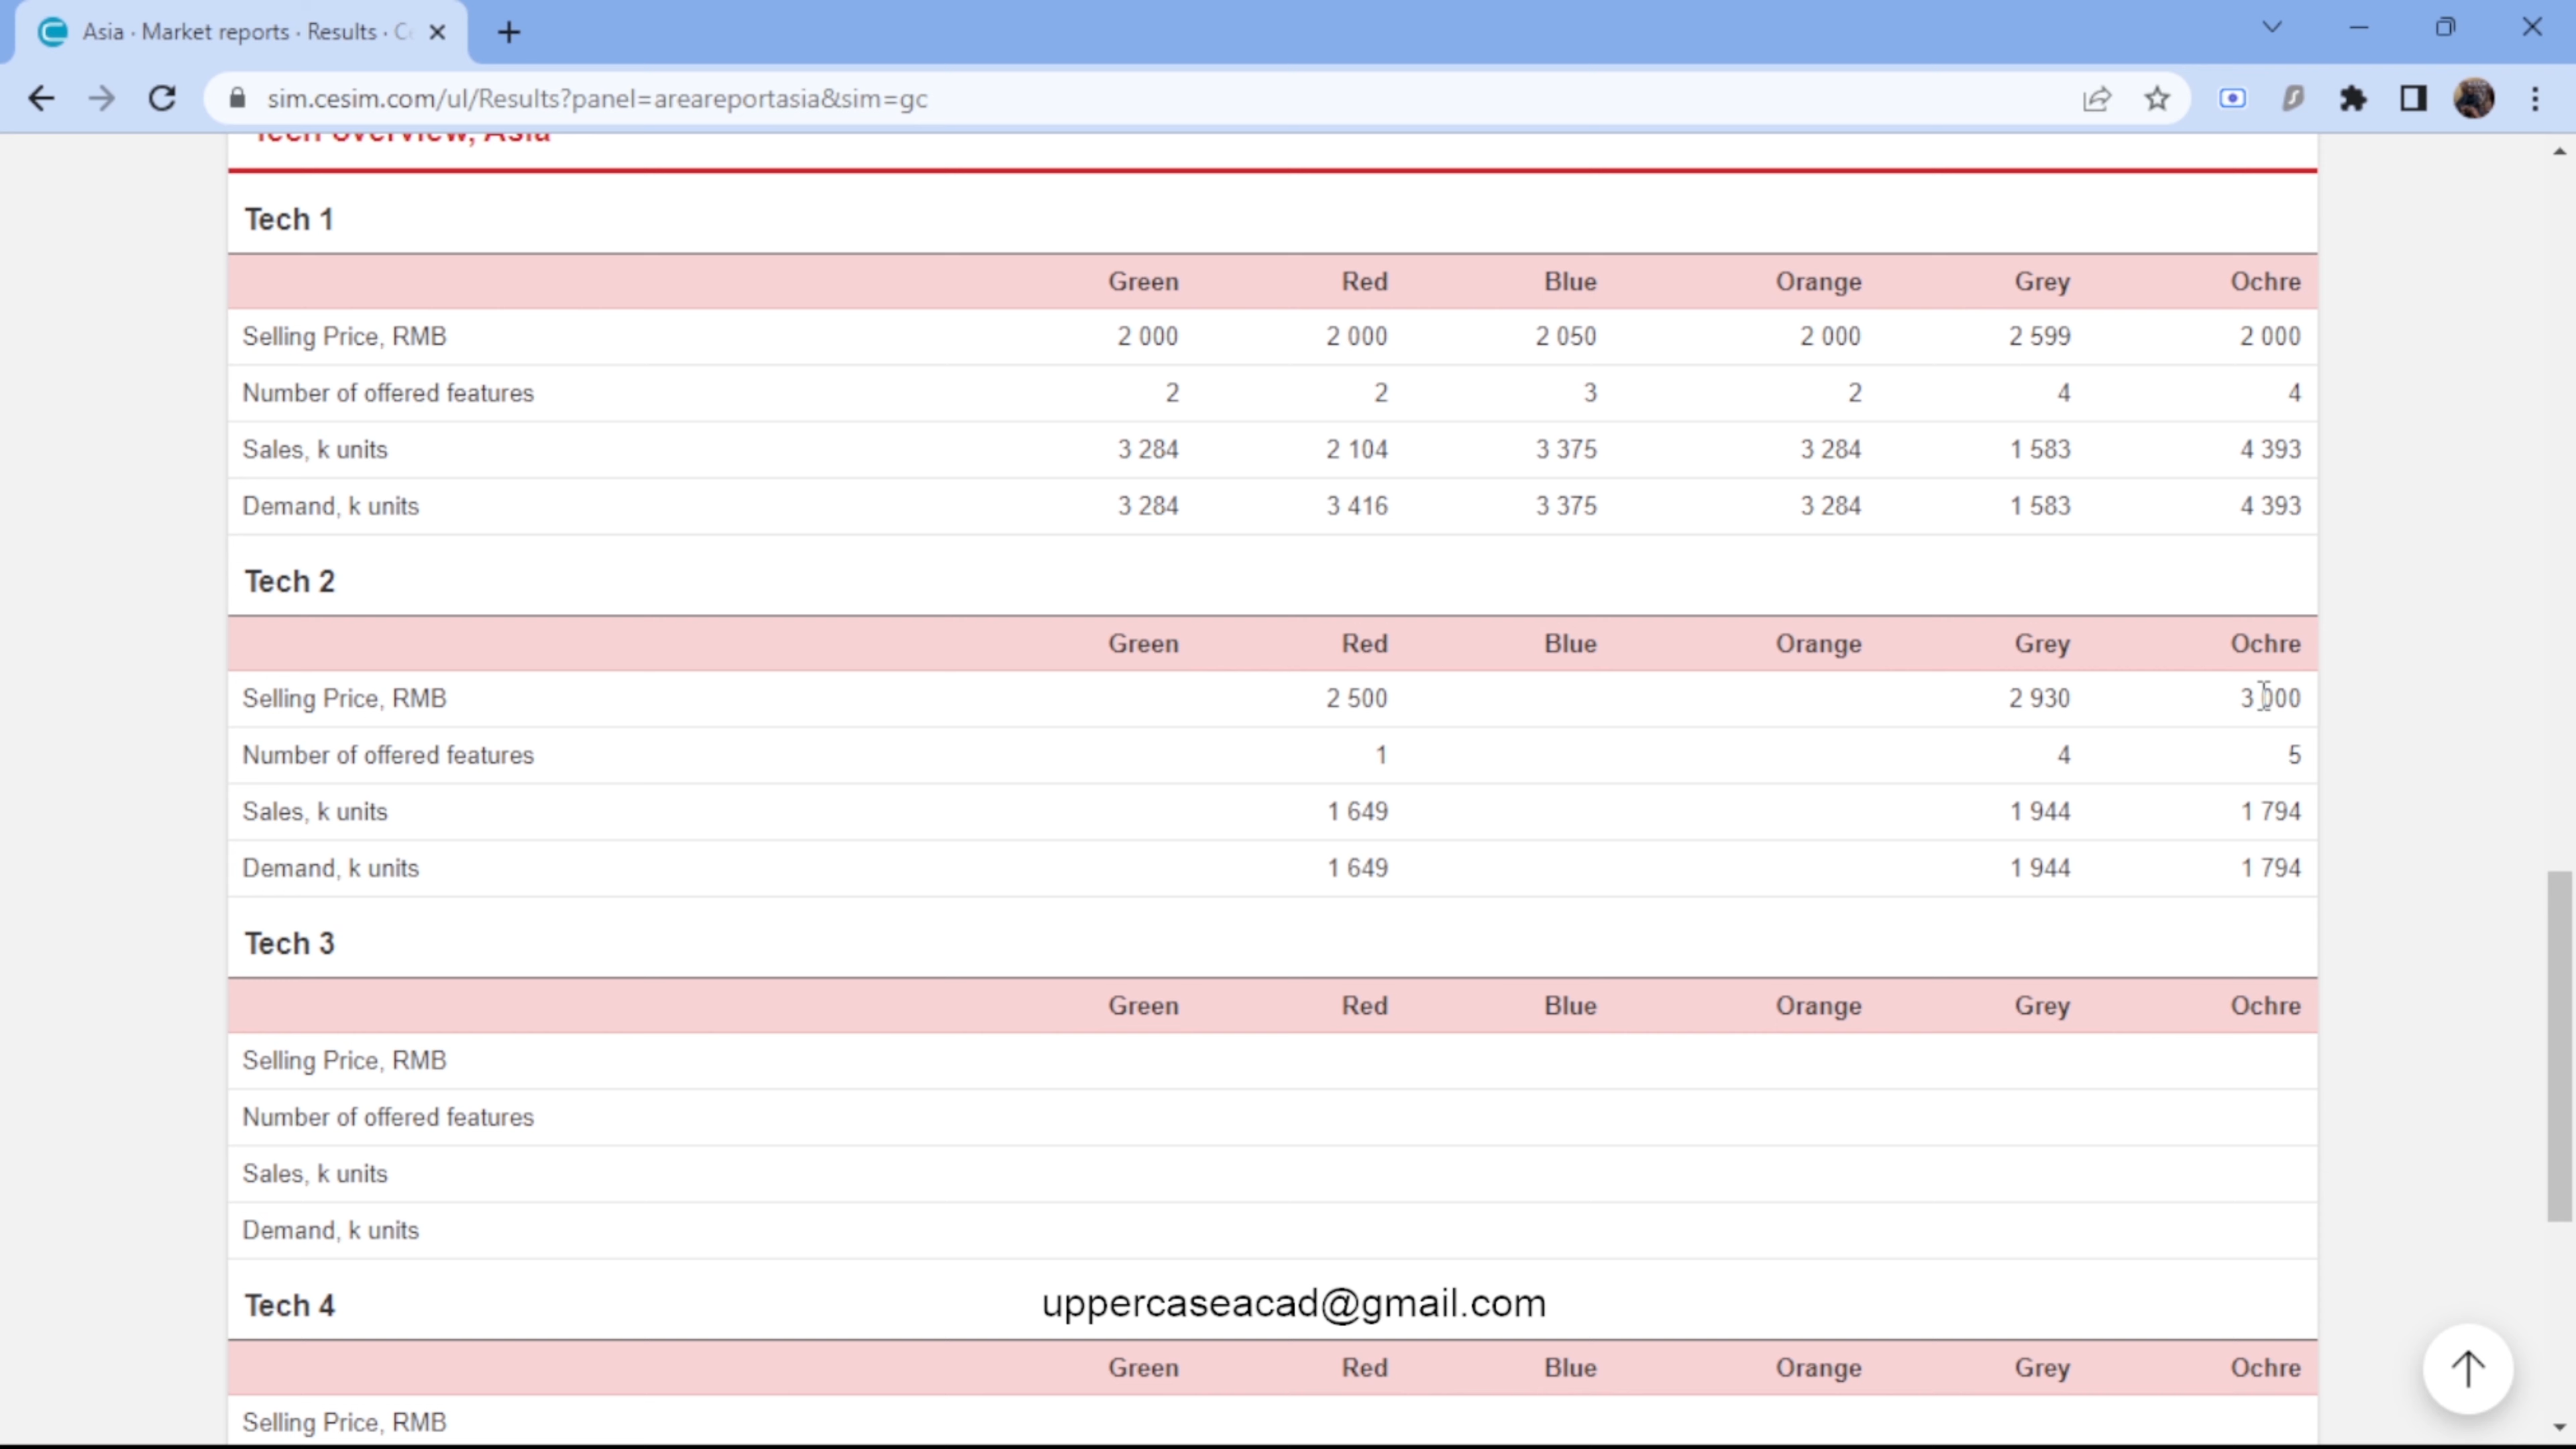 Asia · Market reports · Results · C
sim.cesim.com/ul/Results?panel=areareportasia&sim=gc
Tech overview, Asia
Tech 1
Green Red Blue Orange Grey Ochre
Selling Price, RMB 2 000 2 000 2 050 2 000 2 599 2 000
Number of offered features 2 2 3 2 4 4
Sales, k units 3 284 2 104 3 375 3 284 1 583 4 393
Demand, k units 3 284 3 416 3 375 3 284 1 583 4 393
Tech 2
Green Red Blue Orange Grey Ochre
Selling Price, RMB 2 500 2 930 3 000
Number of offered features 1 4 5
Sales, k units 1 649 1 944 1 794
Demand, k units 1 649 1 944 1 794
Tech 3
Green Red Blue Orange Grey Ochre
Selling Price, RMB
Number of offered features
Sales, k units
Demand, k units
Tech 4
uppercaseacad@gmail.com
Green Red Blue Orange Grey Ochre
Selling Price, RMB